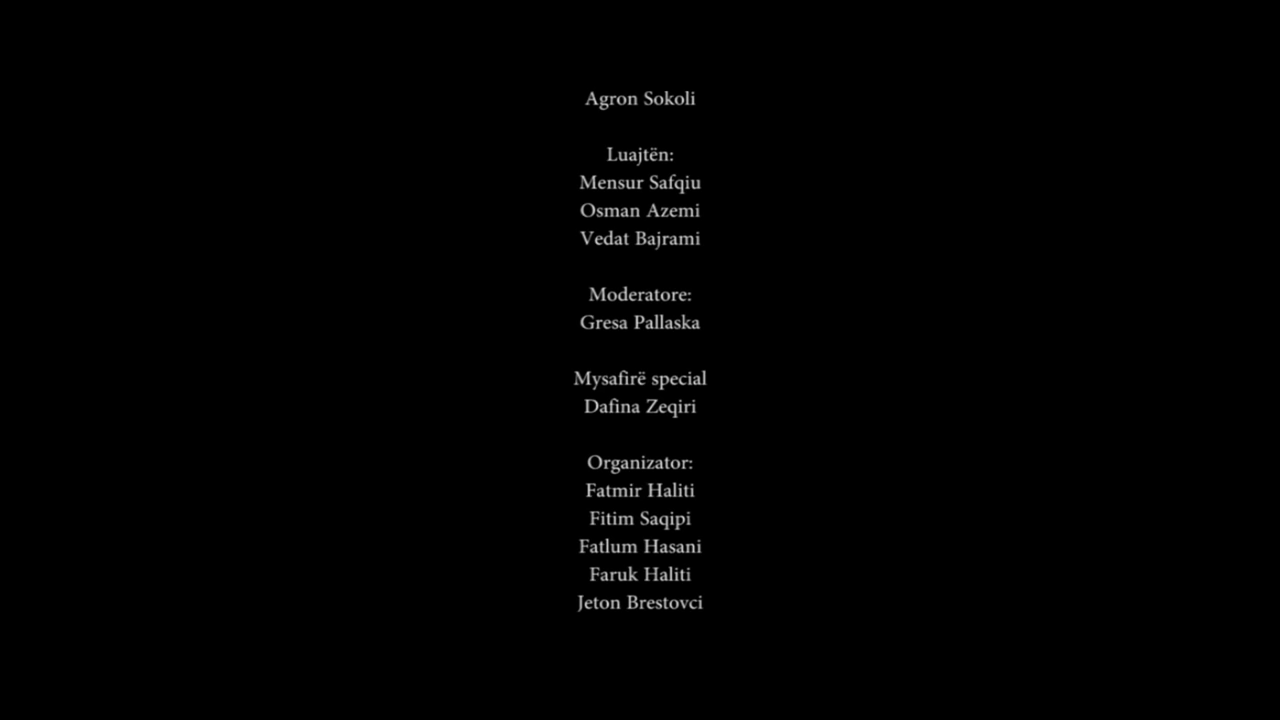 Agron Sokoli
Luajtën:
Mensur Safqiu
Osman Azemi
Vedat Bajrami
Moderatore:
Gresa Pallaska
Mysafirë special
Dafina Zeqiri
Organizator:
Fatmir Haliti
Fitim Saqipi
Fatlum Hasani
Faruk Haliti
Jeton Brestovci